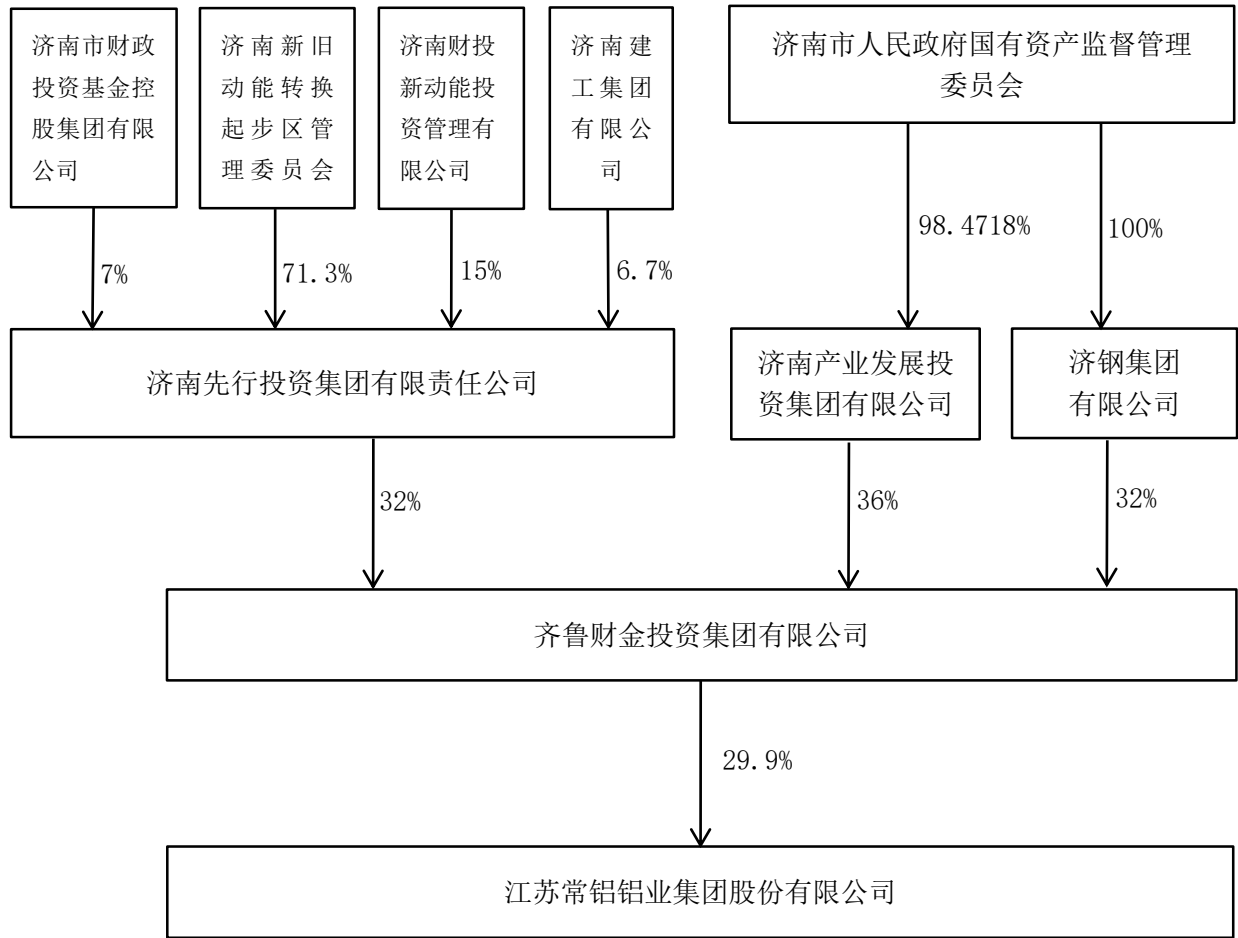 济南市财政
投资基金控
股集团有限
公司
济南新旧
动能转换
起步区管
理委员会
济南财投
新动能投
资管理有
限公司
济南建
工集团
有限公
司
济南市人民政府国有资产监督管理
委员会
7%
71.3%
15%
6.7%
98.4718%
100%
济南先行投资集团有限责任公司
济南产业发展投
资集团有限公司
济钢集团
有限公司
32%
36%
32%
齐鲁财金投资集团有限公司
29.9%
江苏常铝铝业集团股份有限公司